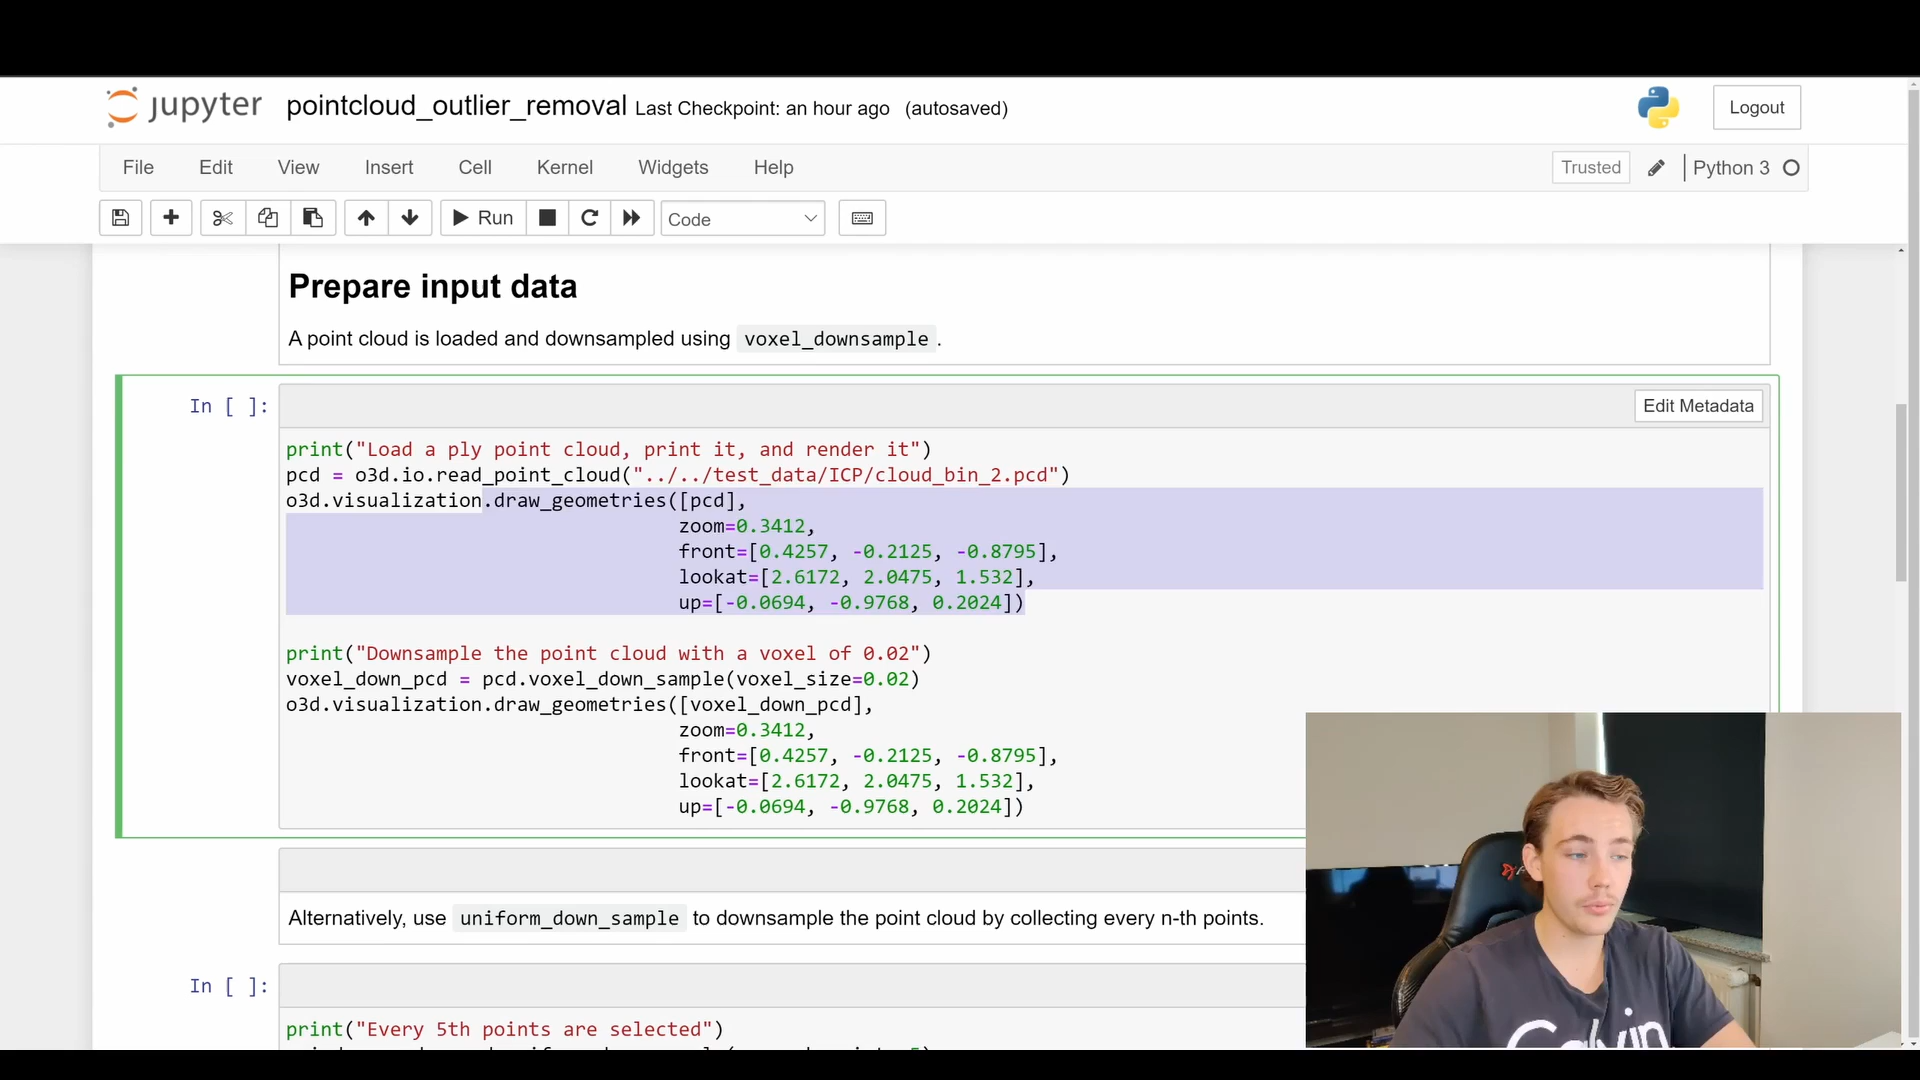 jupyter pointcloud_outlier_removal Last Checkpoint: an hour ago (autosaved) Logout
File Edit View Insert Cell Kernel Widgets Help Trusted Python 3
Run Code
Prepare input data
A point cloud is loaded and downsampled using voxel_downsample .
In [ ]: Edit Metadata
print("Load a ply point cloud, print it, and render it")
pcd = o3d.io.read_point_cloud("../../test_data/ICP/cloud_bin_2.pcd")
o3d.visualization.draw_geometries([pcd],
zoom=0.3412,
front=[0.4257, -0.2125, -0.8795],
lookat=[2.6172, 2.0475, 1.532],
up=[-0.0694, -0.9768, 0.2024])
print("Downsample the point cloud with a voxel of 0.02")
voxel_down_pcd = pcd.voxel_down_sample(voxel_size=0.02)
o3d.visualization.draw_geometries([voxel_down_pcd],
zoom=0.3412,
front=[0.4257, -0.2125, -0.8795],
lookat=[2.6172, 2.0475, 1.532],
up=[-0.0694, -0.9768, 0.2024])
Alternatively, use uniform_down_sample to downsample the point cloud by collecting every n-th points.
In [ ]:
print("Every 5th points are selected")
Calvin